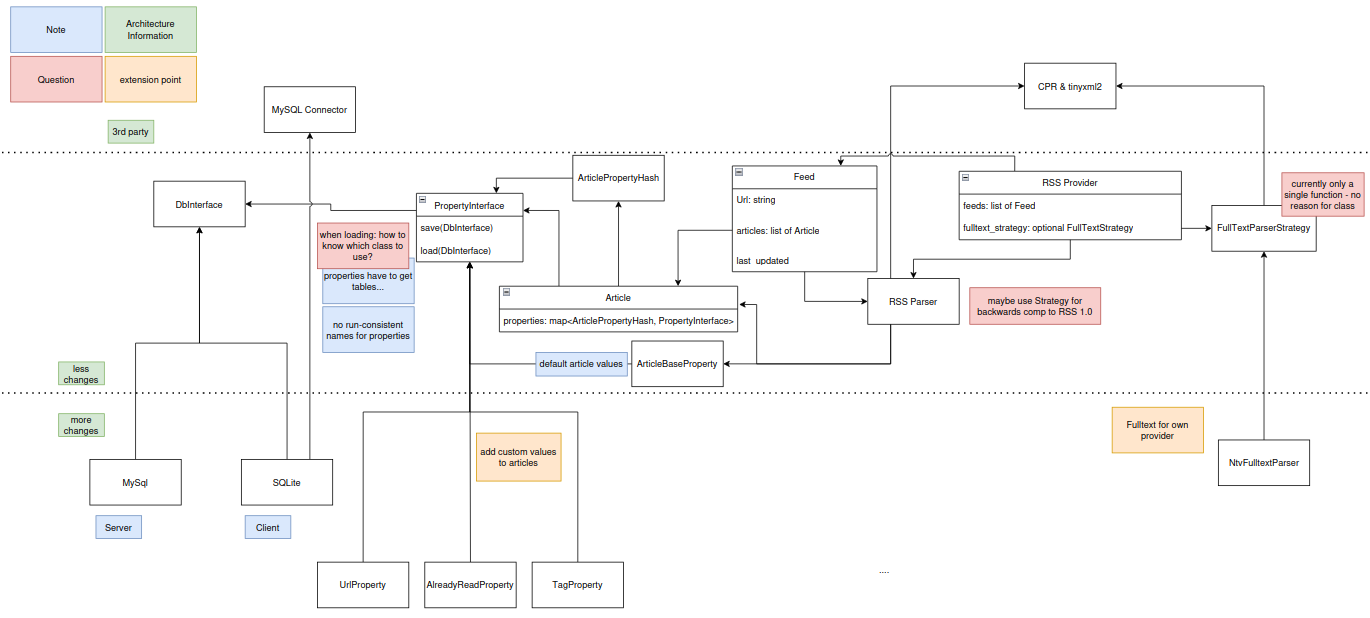 Note
Architecture
Information
Question
extension point
3rd party
MySQL Connector
CPR & tinyxml2
DbInterface
PropertyInterface
save(DbInterface)
load(DbInterface)
ArticlePropertyHash
Feed
Url: string
articles: list of Article
last updated
RSS Provider
feeds: list of Feed
fulltext_strategy: optional FullTextStrategy
currently only a
single function - no
reason for class
FullTextParserStrategy
when loading: how to
know which class to
use?
properties have to get
tables...
no run-consistent
names for properties
Article
properties: map<ArticlePropertyHash, PropertyInterface>
RSS Parser
maybe use Strategy for
backwards comp to RSS 1.0
default article values
ArticleBaseProperty
less
changes
more
changes
add custom values
to articles
Fulltext for own
provider
MySql
SQLite
NtvFulltextParser
Server
Client
UrlProperty
AlreadyReadProperty
TagProperty
....